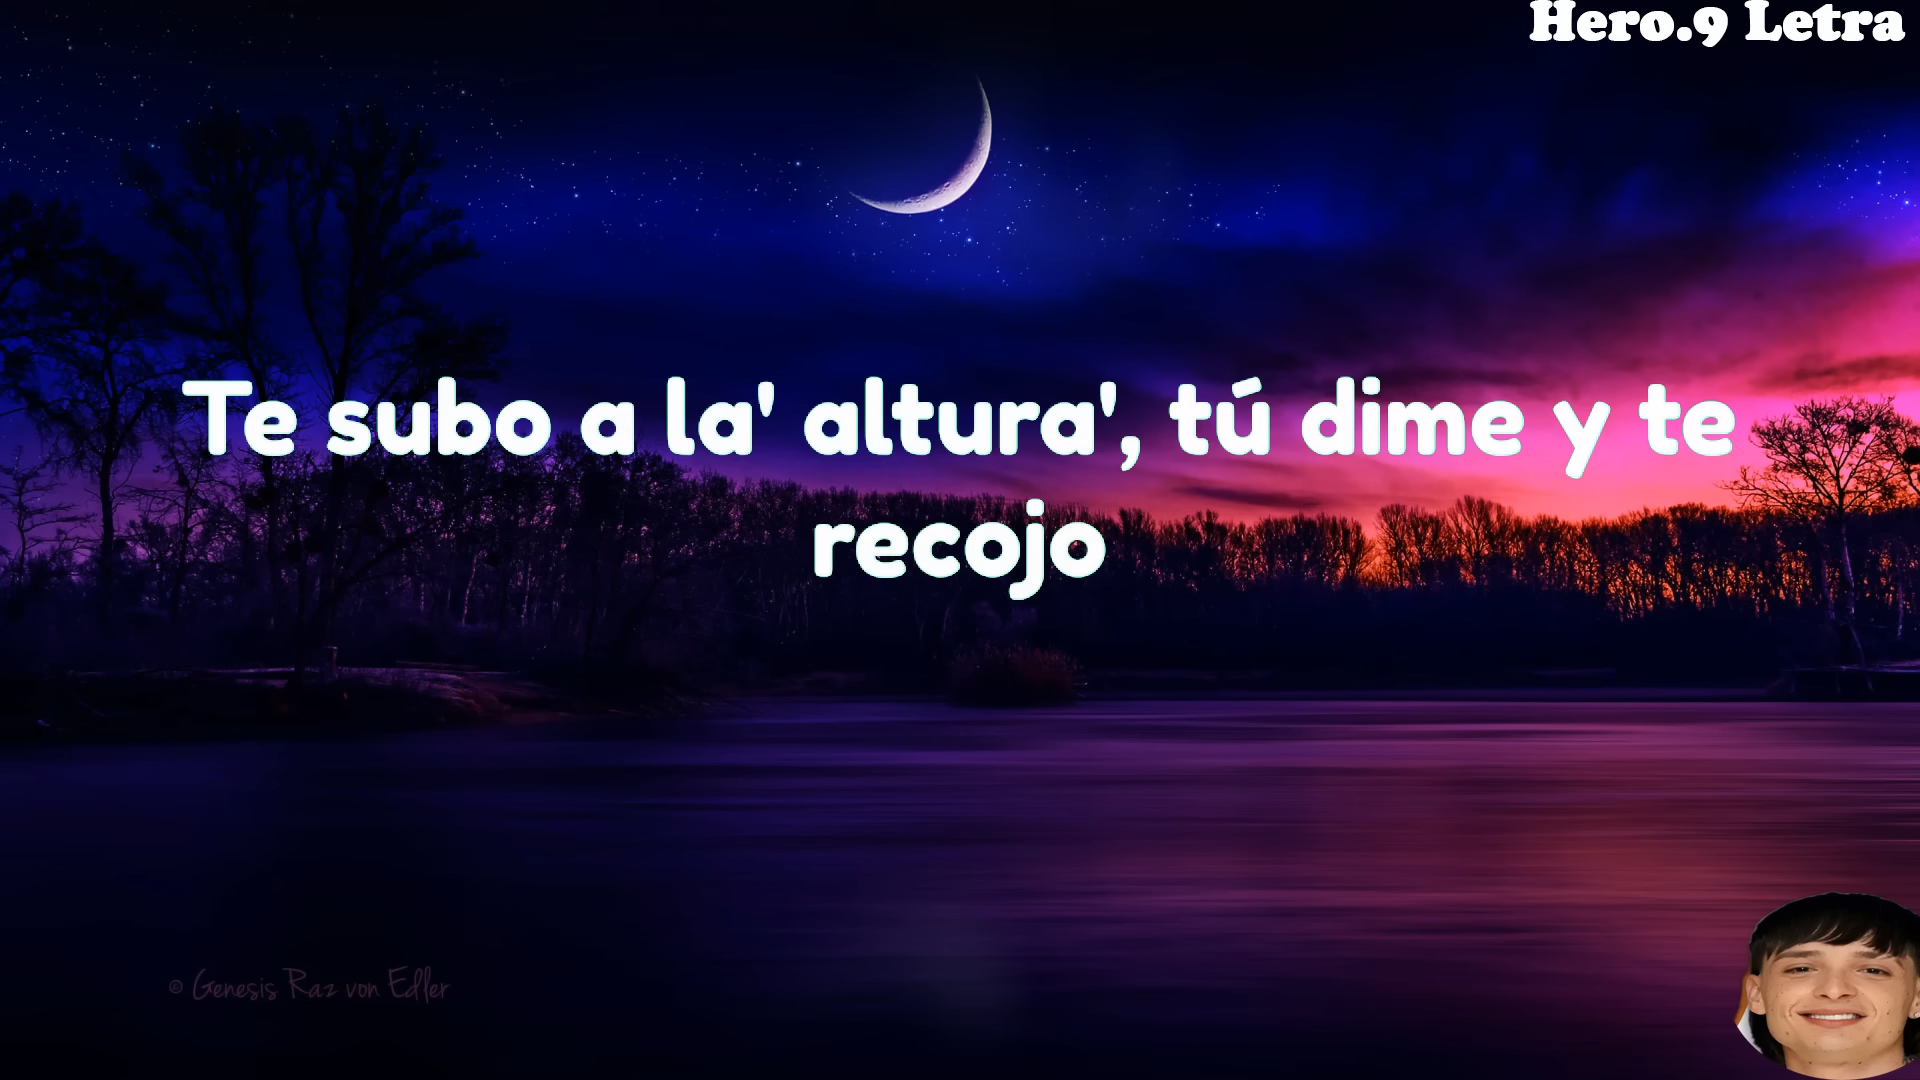 Hero.9 Letra
Te subo a la' altura', tú dime y te
recojo
© Genesis Raz von Edler